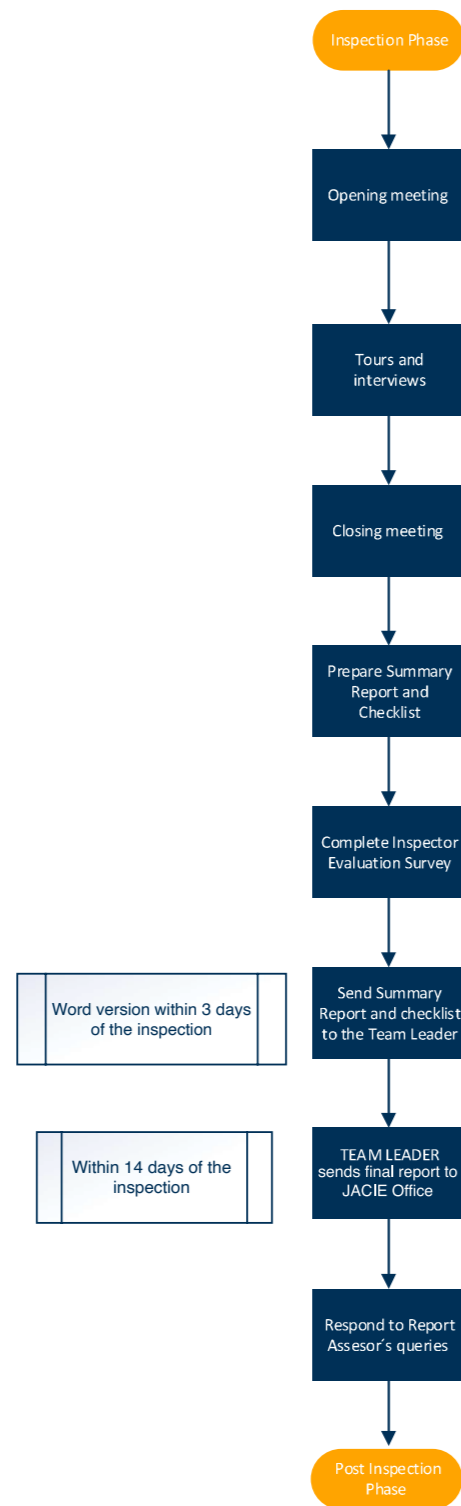 Inspection Phase
Opening meeting
Tours and
interviews
Closing meeting
Prepare Summary
Report and
Checklist
Complete Inspector
Evaluation Survey
Word version within 3 days
of the inspection
Send Summary
Report and checklist
to the Team Leader
Within 14 days of the
inspection
TEAM LEADER
sends final report to
JACIE Office
Respond to Report
Assesor´s queries
Post Inspection
Phase